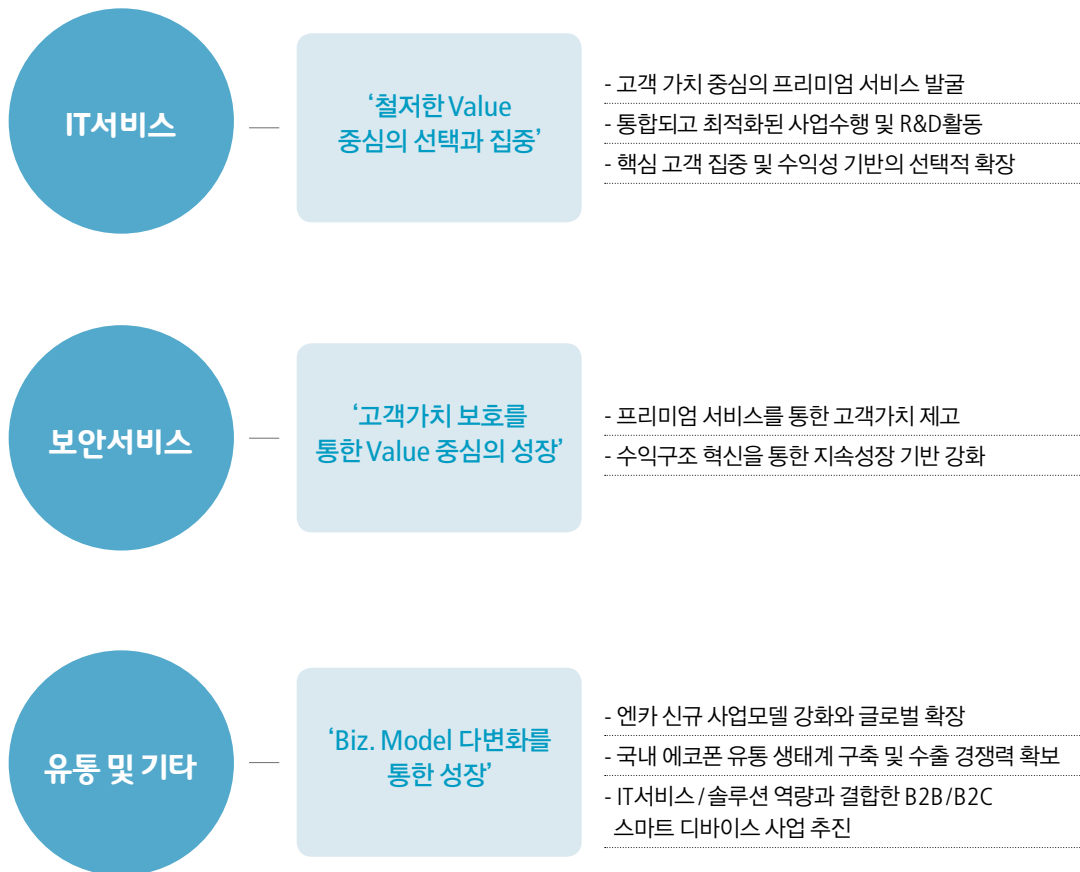 IT서비스
‘철저한 Value
중심의 선택과 집중’
- 고객 가치 중심의 프리미엄 서비스 발굴
- 통합되고 최적화된 사업수행 및 R&D활동
- 핵심 고객 집중 및 수익성 기반의 선택적 확장
보안서비스
‘고객가치 보호를
통한 Value 중심의 성장’
- 프리미엄 서비스를 통한 고객가치 제고
- 수익구조 혁신을 통한 지속성장 기반 강화
유통 및 기타
‘Biz. Model 다변화를
통한 성장’
- 엔카 신규 사업모델 강화와 글로벌 확장
- 국내 에코폰 유통 생태계 구축 및 수출 경쟁력 확보
- IT서비스 / 솔루션 역량과 결합한 B2B/B2C
스마트 디바이스 사업 추진